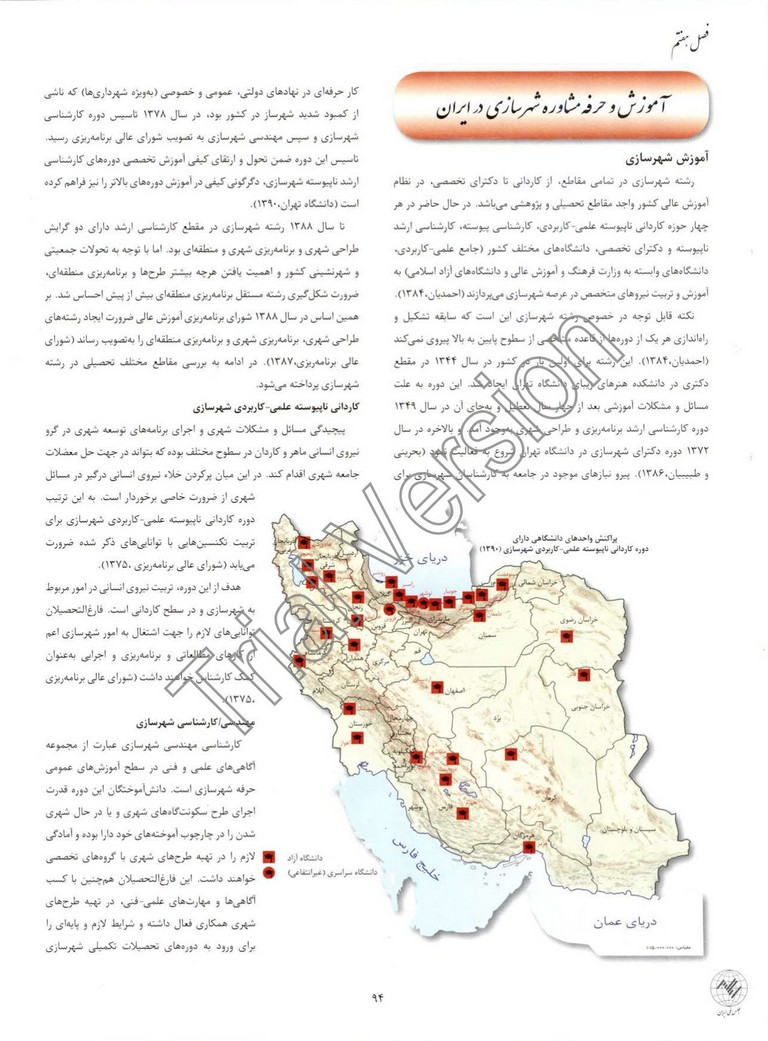 فصل هفتم
آموزش و حرفه مشاوره شهرسازی در ایران
آموزش شهرسازی
رشته شهرسازی در تمامی مقاطع، از کاردانی تا دکترای تخصصی، در نظام
آموزش عالی کشور واجد مقاطع تحصیلی و پژوهشی می‌باشد. در حال حاضر در هر
چهار حوزه کاردانی ناپیوسته علمی-کاربردی، کارشناسی پیوسته، کارشناسی ارشد
ناپیوسته و دکترای تخصصی، دانشگاه‌های مختلف کشور (جامع علمی-کاربردی،
دانشگاه‌های وابسته به وزارت فرهنگ و آموزش عالی و دانشگاه‌های آزاد اسلامی) به
آموزش و تربیت نیروهای متخصص در عرصه شهرسازی می‌پردازند (احمدیان،۱۳۸۴).
نکته قابل توجه در خصوص رشته شهرسازی این است که سابقه تشکیل و
راه‌اندازی هر یک از دوره‌ها از قاعده مشخصی از سطوح پایین به بالا پیروی نمی‌کند
(احمدیان،۱۳۸۴). این رشته برای اولین بار در کشور در سال ۱۳۴۴ در مقطع
دکتری در دانشکده هنرهای زیبای دانشگاه تهران ایجاد شد. این دوره به علت
مسائل و مشکلات آموزشی بعد از چهار سال تعطیل و به‌جای آن در سال ۱۳۴۹
دوره کارشناسی ارشد برنامه‌ریزی و طراحی شهری به‌وجود آمد. و بالاخره در سال
۱۳۷۲ دوره دکترای شهرسازی در دانشگاه تهران شروع به فعالیت نمود (بحرینی
و طبیبیان،۱۳۸۶). پیرو نیازهای موجود در جامعه به کارشناسان شهرسازی برای
کار حرفه‌ای در نهادهای دولتی، عمومی و خصوصی (به‌ویژه شهرداری‌ها) که ناشی
از کمبود شدید شهرساز در کشور بود، در سال ۱۳۷۸ تاسیس دوره کارشناسی
شهرسازی و سپس مهندسی شهرسازی به تصویب شورای عالی برنامه‌ریزی رسید.
تاسیس این دوره ضمن تحول و ارتقای کیفی آموزش تخصصی دوره‌های کارشناسی
ارشد ناپیوسته شهرسازی، دگرگونی کیفی در آموزش دوره‌های بالاتر را نیز فراهم کرده
است (دانشگاه تهران،۱۳۹۰).
تا سال ۱۳۸۸ رشته شهرسازی در مقطع کارشناسی ارشد دارای دو گرایش
طراحی شهری و برنامه‌ریزی شهری و منطقه‌ای بود. اما با توجه به تحولات جمعیتی
و شهرنشینی کشور و اهمیت یافتن هرچه بیشتر طرح‌ها و برنامه‌ریزی منطقه‌ای،
ضرورت شکل‌گیری رشته مستقل برنامه‌ریزی منطقه‌ای بیش از پیش احساس شد. بر
همین اساس در سال ۱۳۸۸ شورای برنامه‌ریزی آموزش عالی ضرورت ایجاد رشته‌های
طراحی شهری، برنامه‌ریزی شهری و برنامه‌ریزی منطقه‌ای را به‌تصویب رساند (شورای
عالی برنامه‌ریزی،۱۳۸۷). در ادامه به بررسی مقاطع مختلف تحصیلی در رشته
شهرسازی پرداخته می‌شود.
کاردانی ناپیوسته علمی-کاربردی شهرسازی
پیچیدگی مسائل و مشکلات شهری و اجرای برنامه‌های توسعه شهری در گرو
نیروی انسانی ماهر و کاردان در سطوح مختلف بوده که بتواند در جهت حل معضلات
جامعه شهری اقدام کند. در این میان پرکردن خلاء نیروی انسانی درگیر در مسائل
شهری از ضرورت خاصی برخوردار است. به این ترتیب
دوره کاردانی ناپیوسته علمی-کاربردی شهرسازی برای
تربیت تکنسین‌هایی با توانایی‌های ذکر شده ضرورت
می‌یابد (شورای عالی برنامه‌ریزی ،۱۳۷۵).
هدف از این دوره، تربیت نیروی انسانی در امور مربوط
به شهرسازی و در سطح کاردانی است. فارغ‌التحصیلان
توانایی‌های لازم را جهت اشتغال به امور شهرسازی اعم
از کارهای مطالعاتی و برنامه‌ریزی و اجرایی به‌عنوان
کمک کارشناس خواهند داشت (شورای عالی برنامه‌ریزی
،۱۳۷۵).
مهندسی/کارشناسی شهرسازی
کارشناسی مهندسی شهرسازی عبارت از مجموعه
آگاهی‌های علمی و فنی در سطح آموزش‌های عمومی
حرفه شهرسازی است. دانش‌آموختگان این دوره قدرت
اجرای طرح سکونت‌گاه‌های شهری و یا در حال شهری
شدن را در چارچوب آموخته‌های خود دارا بوده و آمادگی
لازم را در تهیه طرح‌های شهری با گروه‌های تخصصی
خواهند داشت. این فارغ‌التحصیلان هم‌چنین با کسب
آگاهی‌ها و مهارت‌های علمی-فنی، در تهیه طرح‌های
شهری همکاری فعال داشته و شرایط لازم و پایه‌ای را
برای ورود به دوره‌های تحصیلات تکمیلی شهرسازی
پراکنش واحدهای دانشگاهی دارای
دوره کاردانی ناپیوسته علمی-کاربردی شهرسازی (۱۳۹۰)
دریای خزر
خراسان شمالی
خراسان رضوی
خراسان جنوبی
سمنان
تهران
قم
مرکزی
همدان
قزوین
زنجان
گیلان
مازندران
اردبیل
ایلام
لرستان
خوزستان
اصفهان
یزد
کرمان
فارس
بوشهر
هرمزگان
سیستان و بلوچستان
خلیج فارس
دریای عمان
دانشگاه آزاد
دانشگاه سراسری (غیرانتفاعی)
۹۴
Trial Version